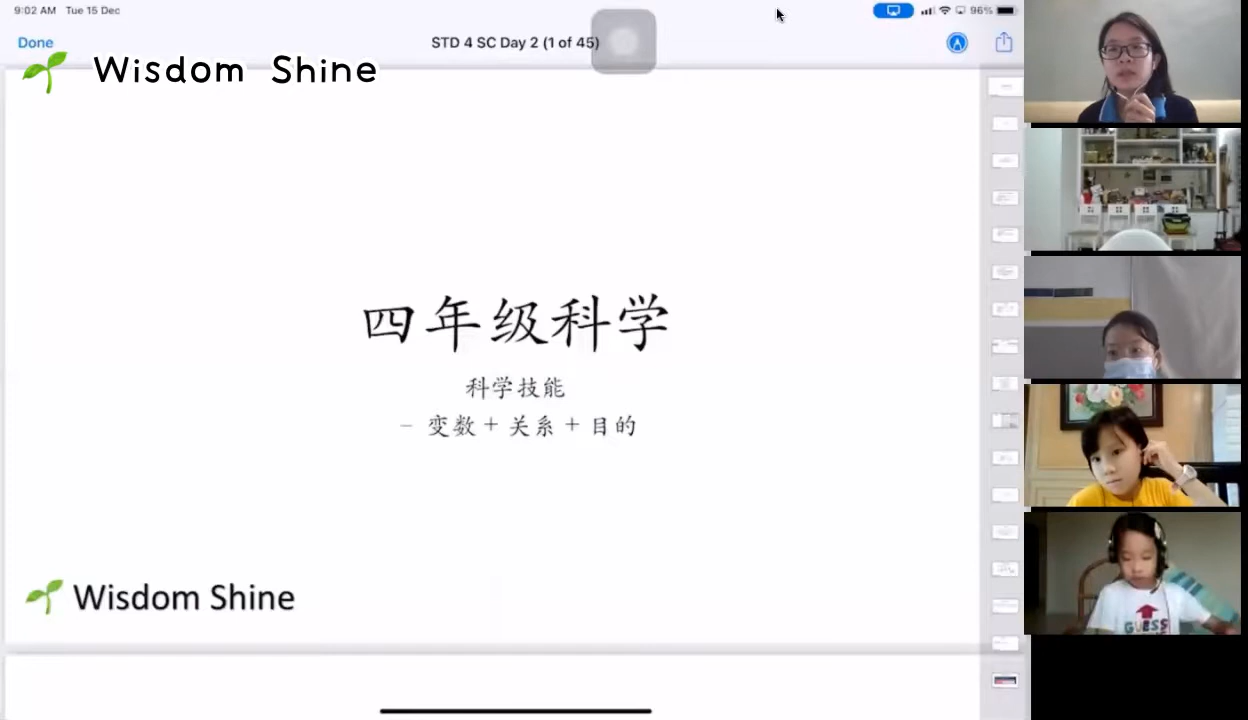 9:02 AM Tue 15 Dec
96%
Done
STD 4 SC Day 2 (1 of 45)
Wisdom Shine
四年级科学
科学技能
- 变数 + 关系 + 目的
Wisdom Shine
GUESS